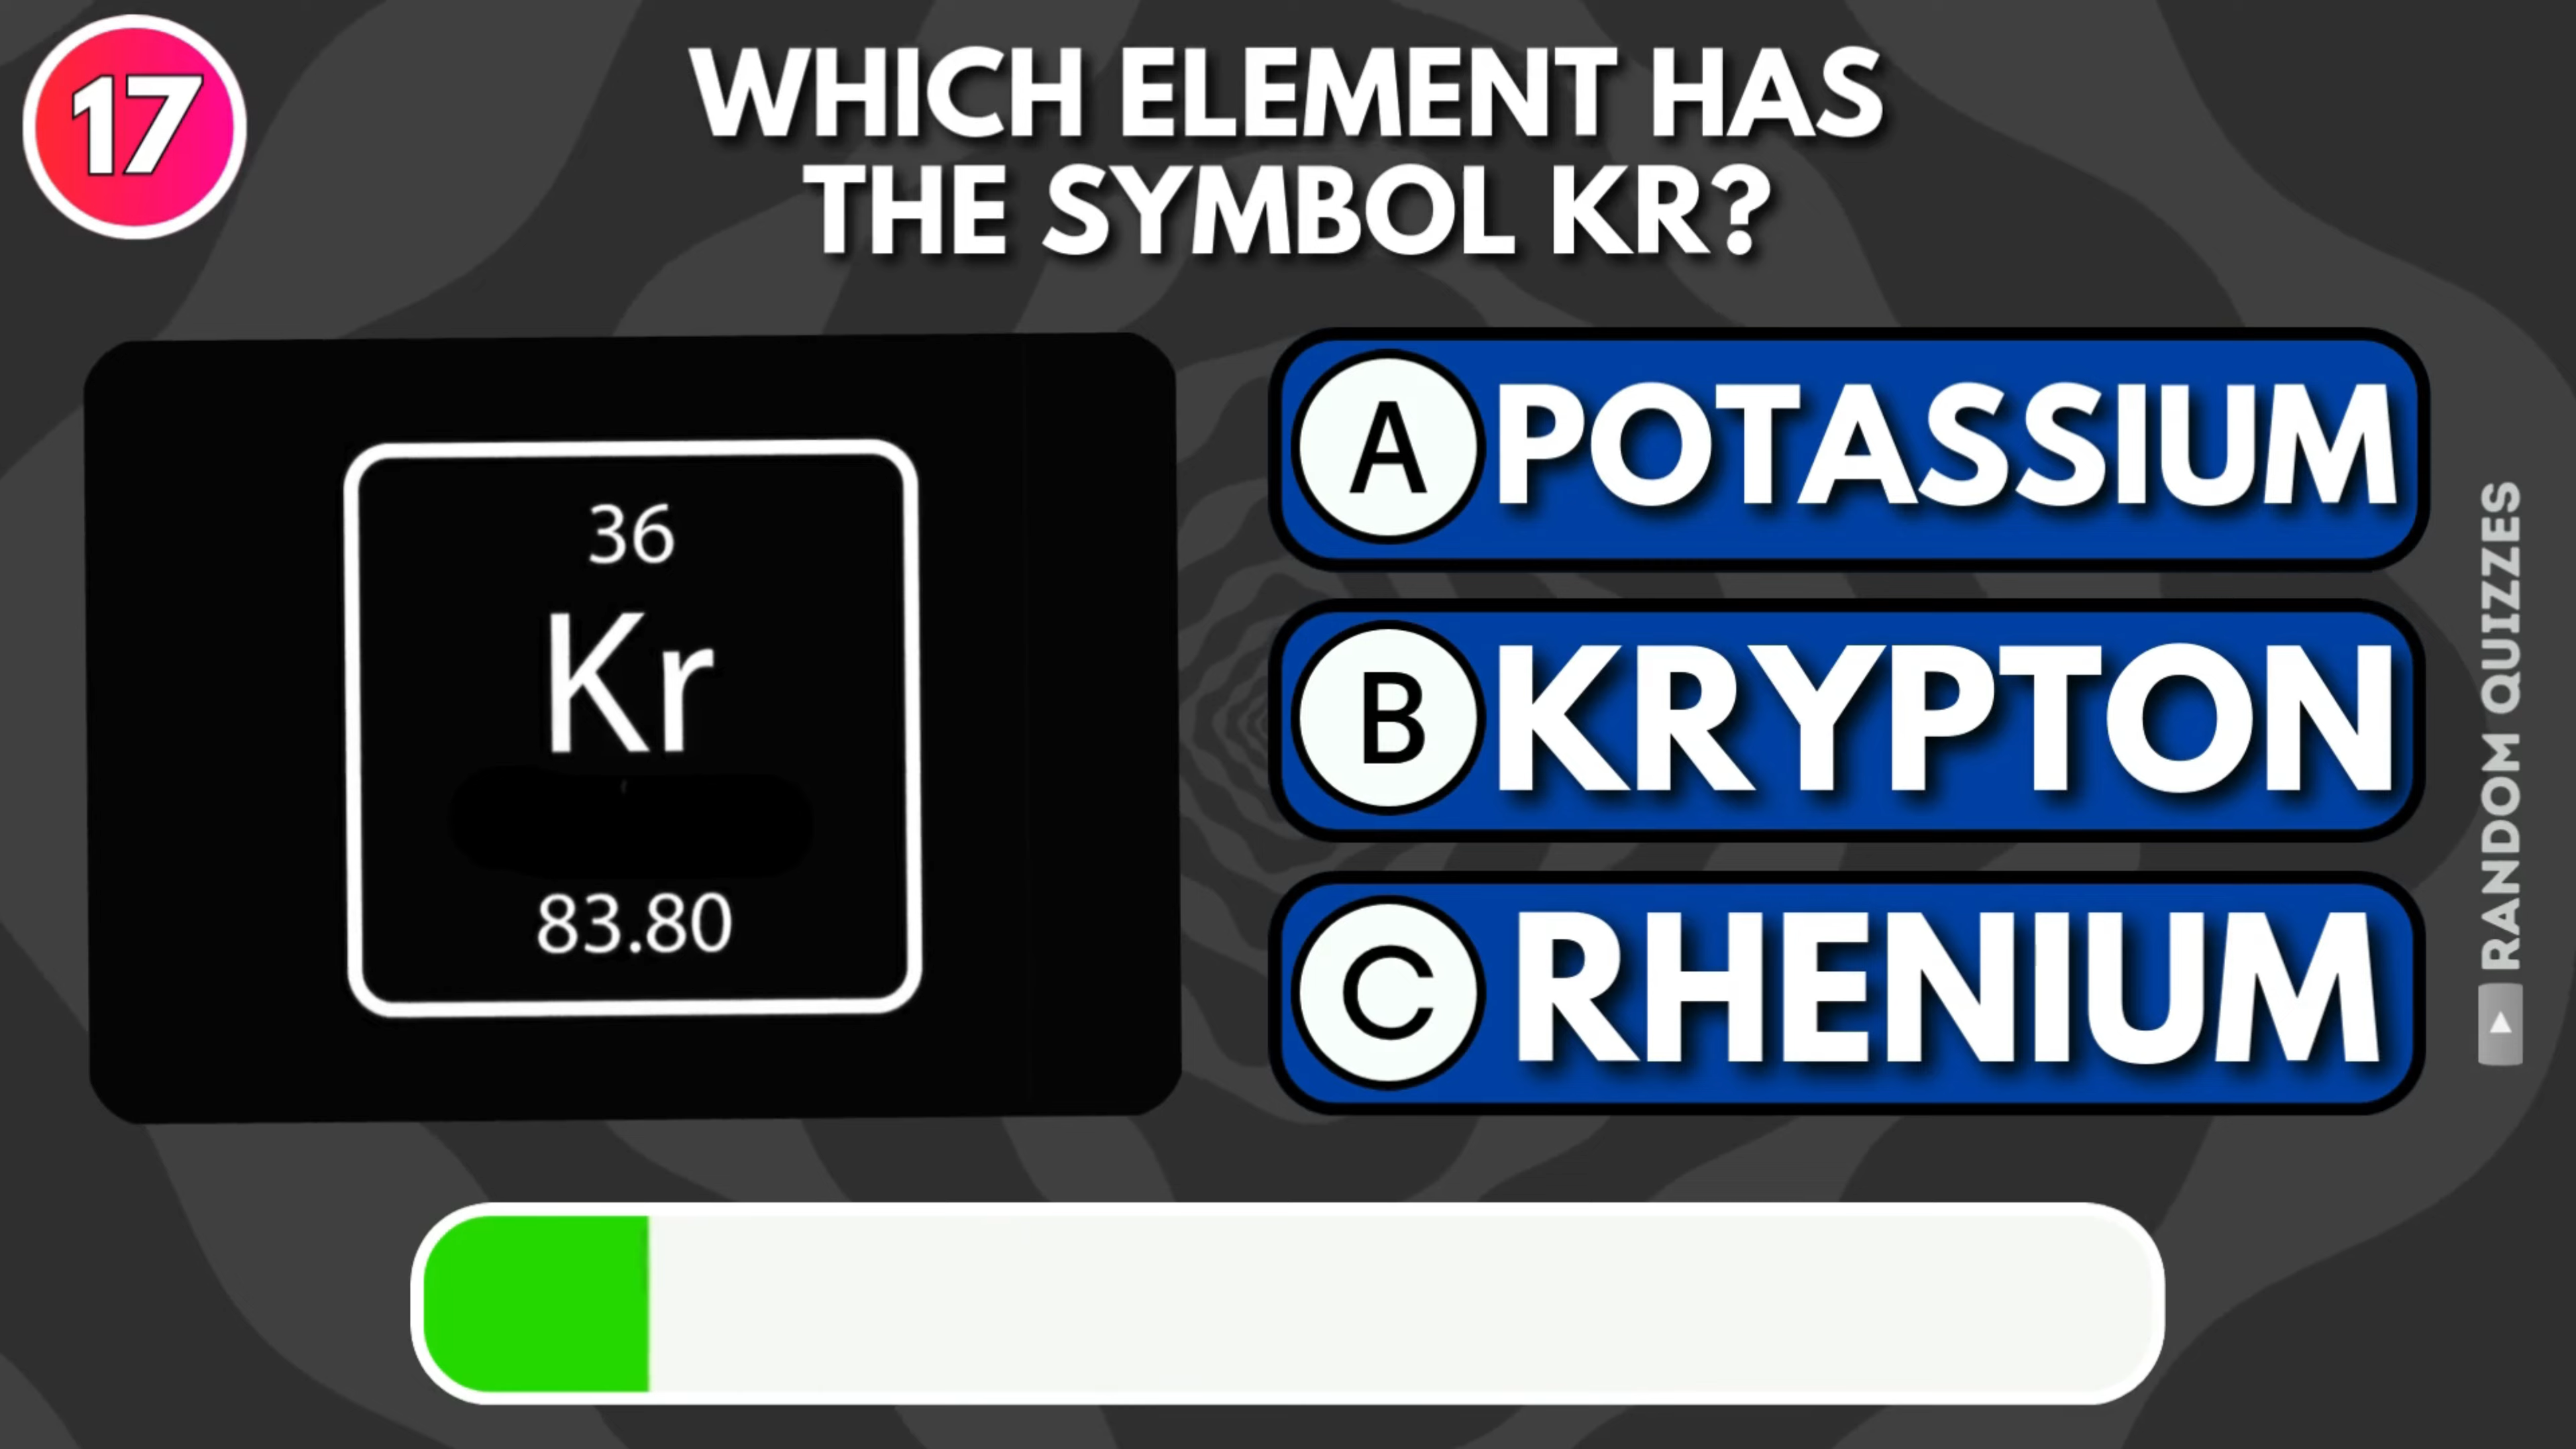 17
WHICH ELEMENT HAS
THE SYMBOL KR?
36
Kr
83.80
A POTASSIUM
B KRYPTON
C RHENIUM
RANDOM QUIZZES